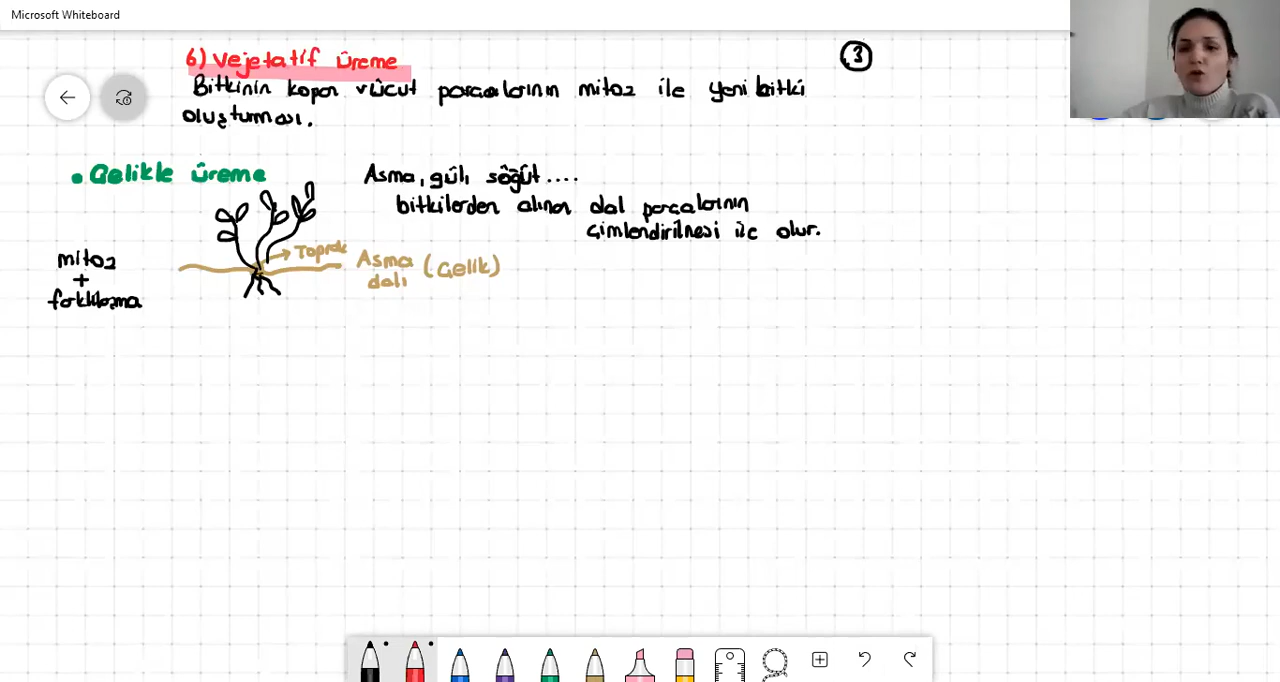 Microsoft Whiteboard
6) Vejetatif üreme
3
Bitkinin kopan vücut parçalarının mitoz ile yeni bitki
oluşturması.
• Çelikle üreme
Asma, gül, söğüt ....
bitkilerden alınan dal parçalarının
çimlendirilmesi ile olur.
Toprak
mitoz
+
farklılaşma
Asma (Çelik)
dalı